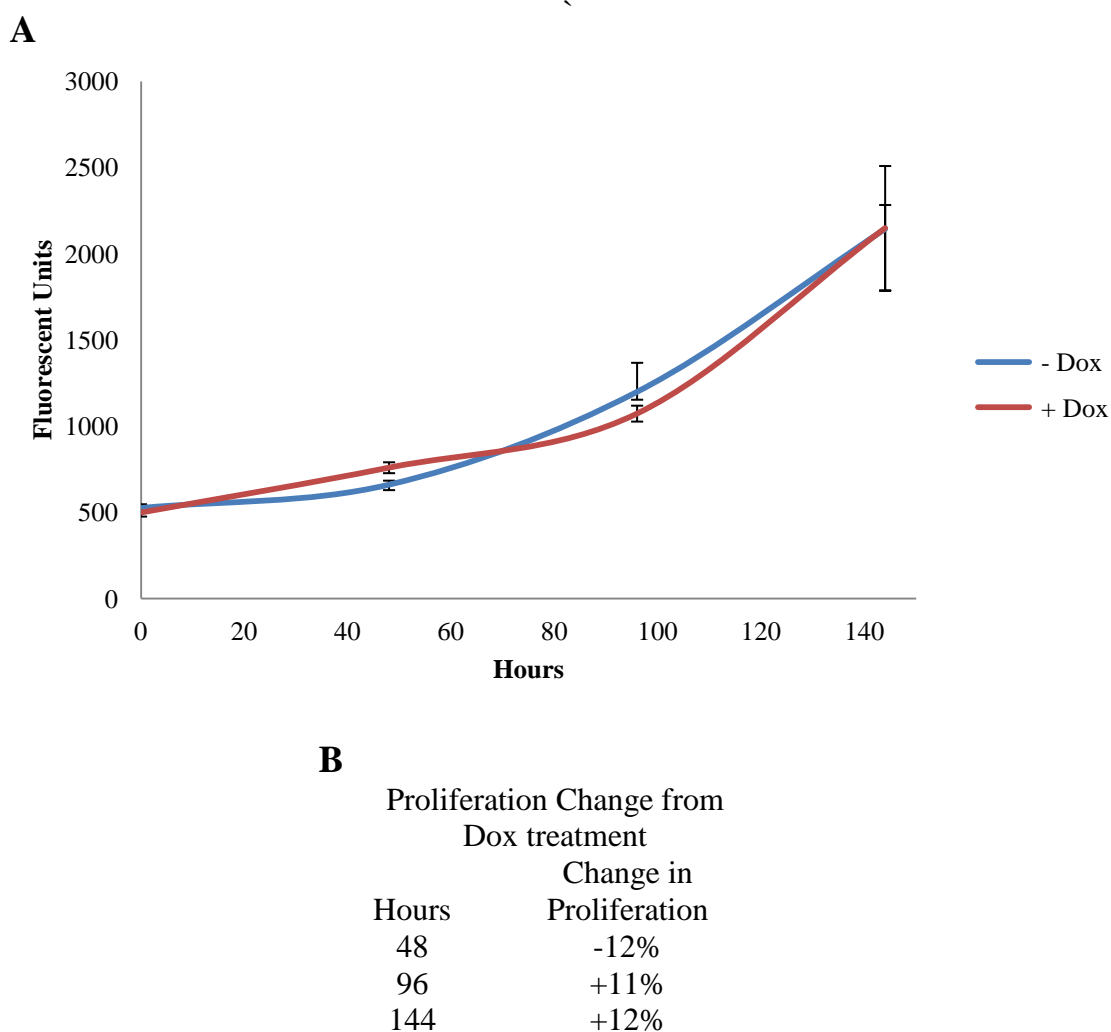 `
A
3000
2500
2000
1500
1000
500
0
Fluorescent Units
0 20 40 60 80 100 120 140
Hours
- Dox
+ Dox
B
Proliferation Change from
Dox treatment
Change in
Hours Proliferation
48 -12%
96 +11%
144 +12%